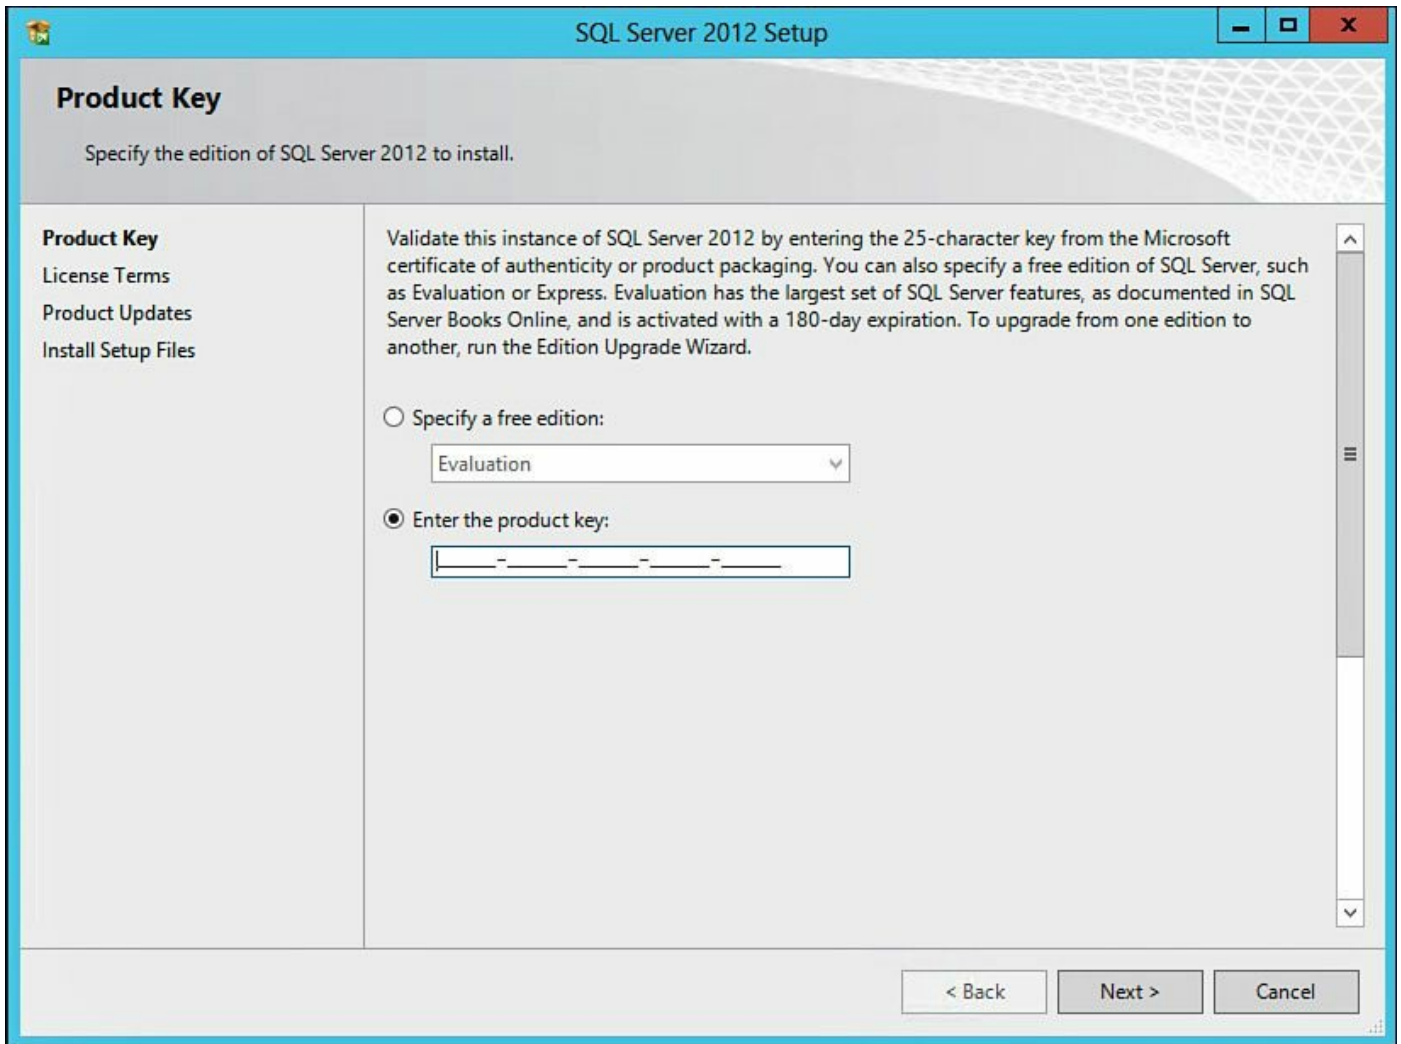 SQL Server 2012 Setup
Product Key
Specify the edition of SQL Server 2012 to install.
Product Key
License Terms
Product Updates
Install Setup Files
Validate this instance of SQL Server 2012 by entering the 25-character key from the Microsoft
certificate of authenticity or product packaging. You can also specify a free edition of SQL Server, such
as Evaluation or Express. Evaluation has the largest set of SQL Server features, as documented in SQL
Server Books Online, and is activated with a 180-day expiration. To upgrade from one edition to
another, run the Edition Upgrade Wizard.
Specify a free edition:
Evaluation
Enter the product key:
_____-_____-_____-_____-_____
< Back
Next >
Cancel